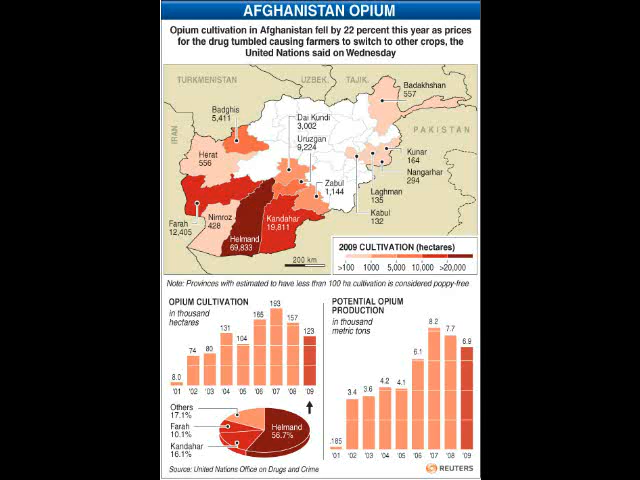 AFGHANISTAN OPIUM
Opium cultivation in Afghanistan fell by 22 percent this year as prices
for the drug tumbled causing farmers to switch to other crops, the
United Nations said on Wednesday
TURKMENISTAN
UZBEK.
TAJIK.
Badakhshan
557
Badghis
5,411
Dai Kundi
3,002
Uruzgan
9,224
PAKISTAN
IRAN
Herat
556
Kunar
164
Nangarhar
294
Zabul
1,144
Laghman
135
Kabul
132
Farah
12,405
Nimroz
428
Helmand
69,833
Kandahar
19,811
200 km
2009 CULTIVATION (hectares)
>100 1000 5,000 10,000 >20,000
Note: Provinces with estimated to have less than 100 ha cultivation is considered poppy-free
OPIUM CULTIVATION
in thousand
hectares
8.0 74 80 131 104 165 193 157 123
'01 '02 '03 '04 '05 '06 '07 '08 '09
Others
17.1%
Farah
10.1%
Kandahar
16.1%
Helmand
56.7%
POTENTIAL OPIUM
PRODUCTION
in thousand
metric tons
.185 3.4 3.6 4.2 4.1 6.1 8.2 7.7 6.9
'01 '02 '03 '04 '05 '06 '07 '08 '09
Source: United Nations Office on Drugs and Crime
REUTERS